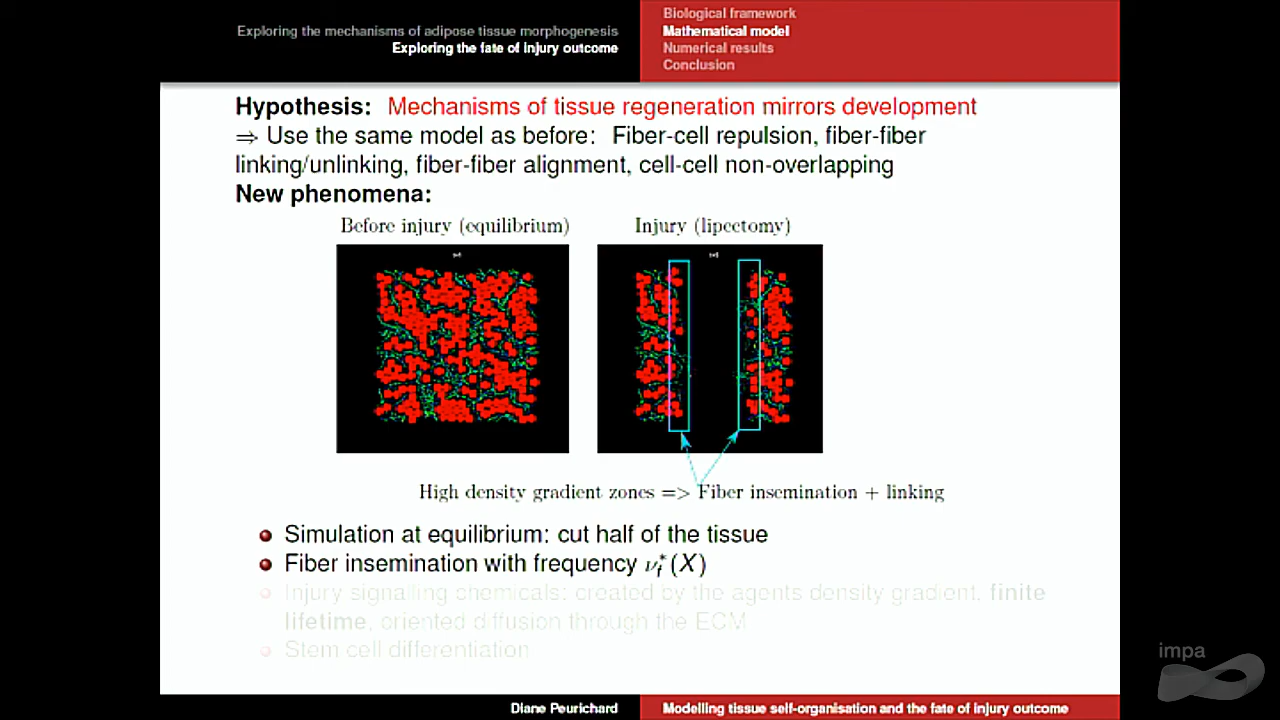 Exploring the mechanisms of adipose tissue morphogenesis
Exploring the fate of injury outcome
Biological framework
Mathematical model
Numerical results
Conclusion
Hypothesis: Mechanisms of tissue regeneration mirrors development
⇒ Use the same model as before: Fiber-cell repulsion, fiber-fiber
linking/unlinking, fiber-fiber alignment, cell-cell non-overlapping
New phenomena:
Before injury (equilibrium)
Injury (lipectomy)
High density gradient zones => Fiber insemination + linking
Simulation at equilibrium: cut half of the tissue
Fiber insemination with frequency ν*f(X)
Injury signalling chemicals: created by the agents density gradient, finite
lifetime, oriented diffusion through the ECM
Stem cell differentiation
impa
Diane Peurichard
Modelling tissue self-organisation and the fate of injury outcome